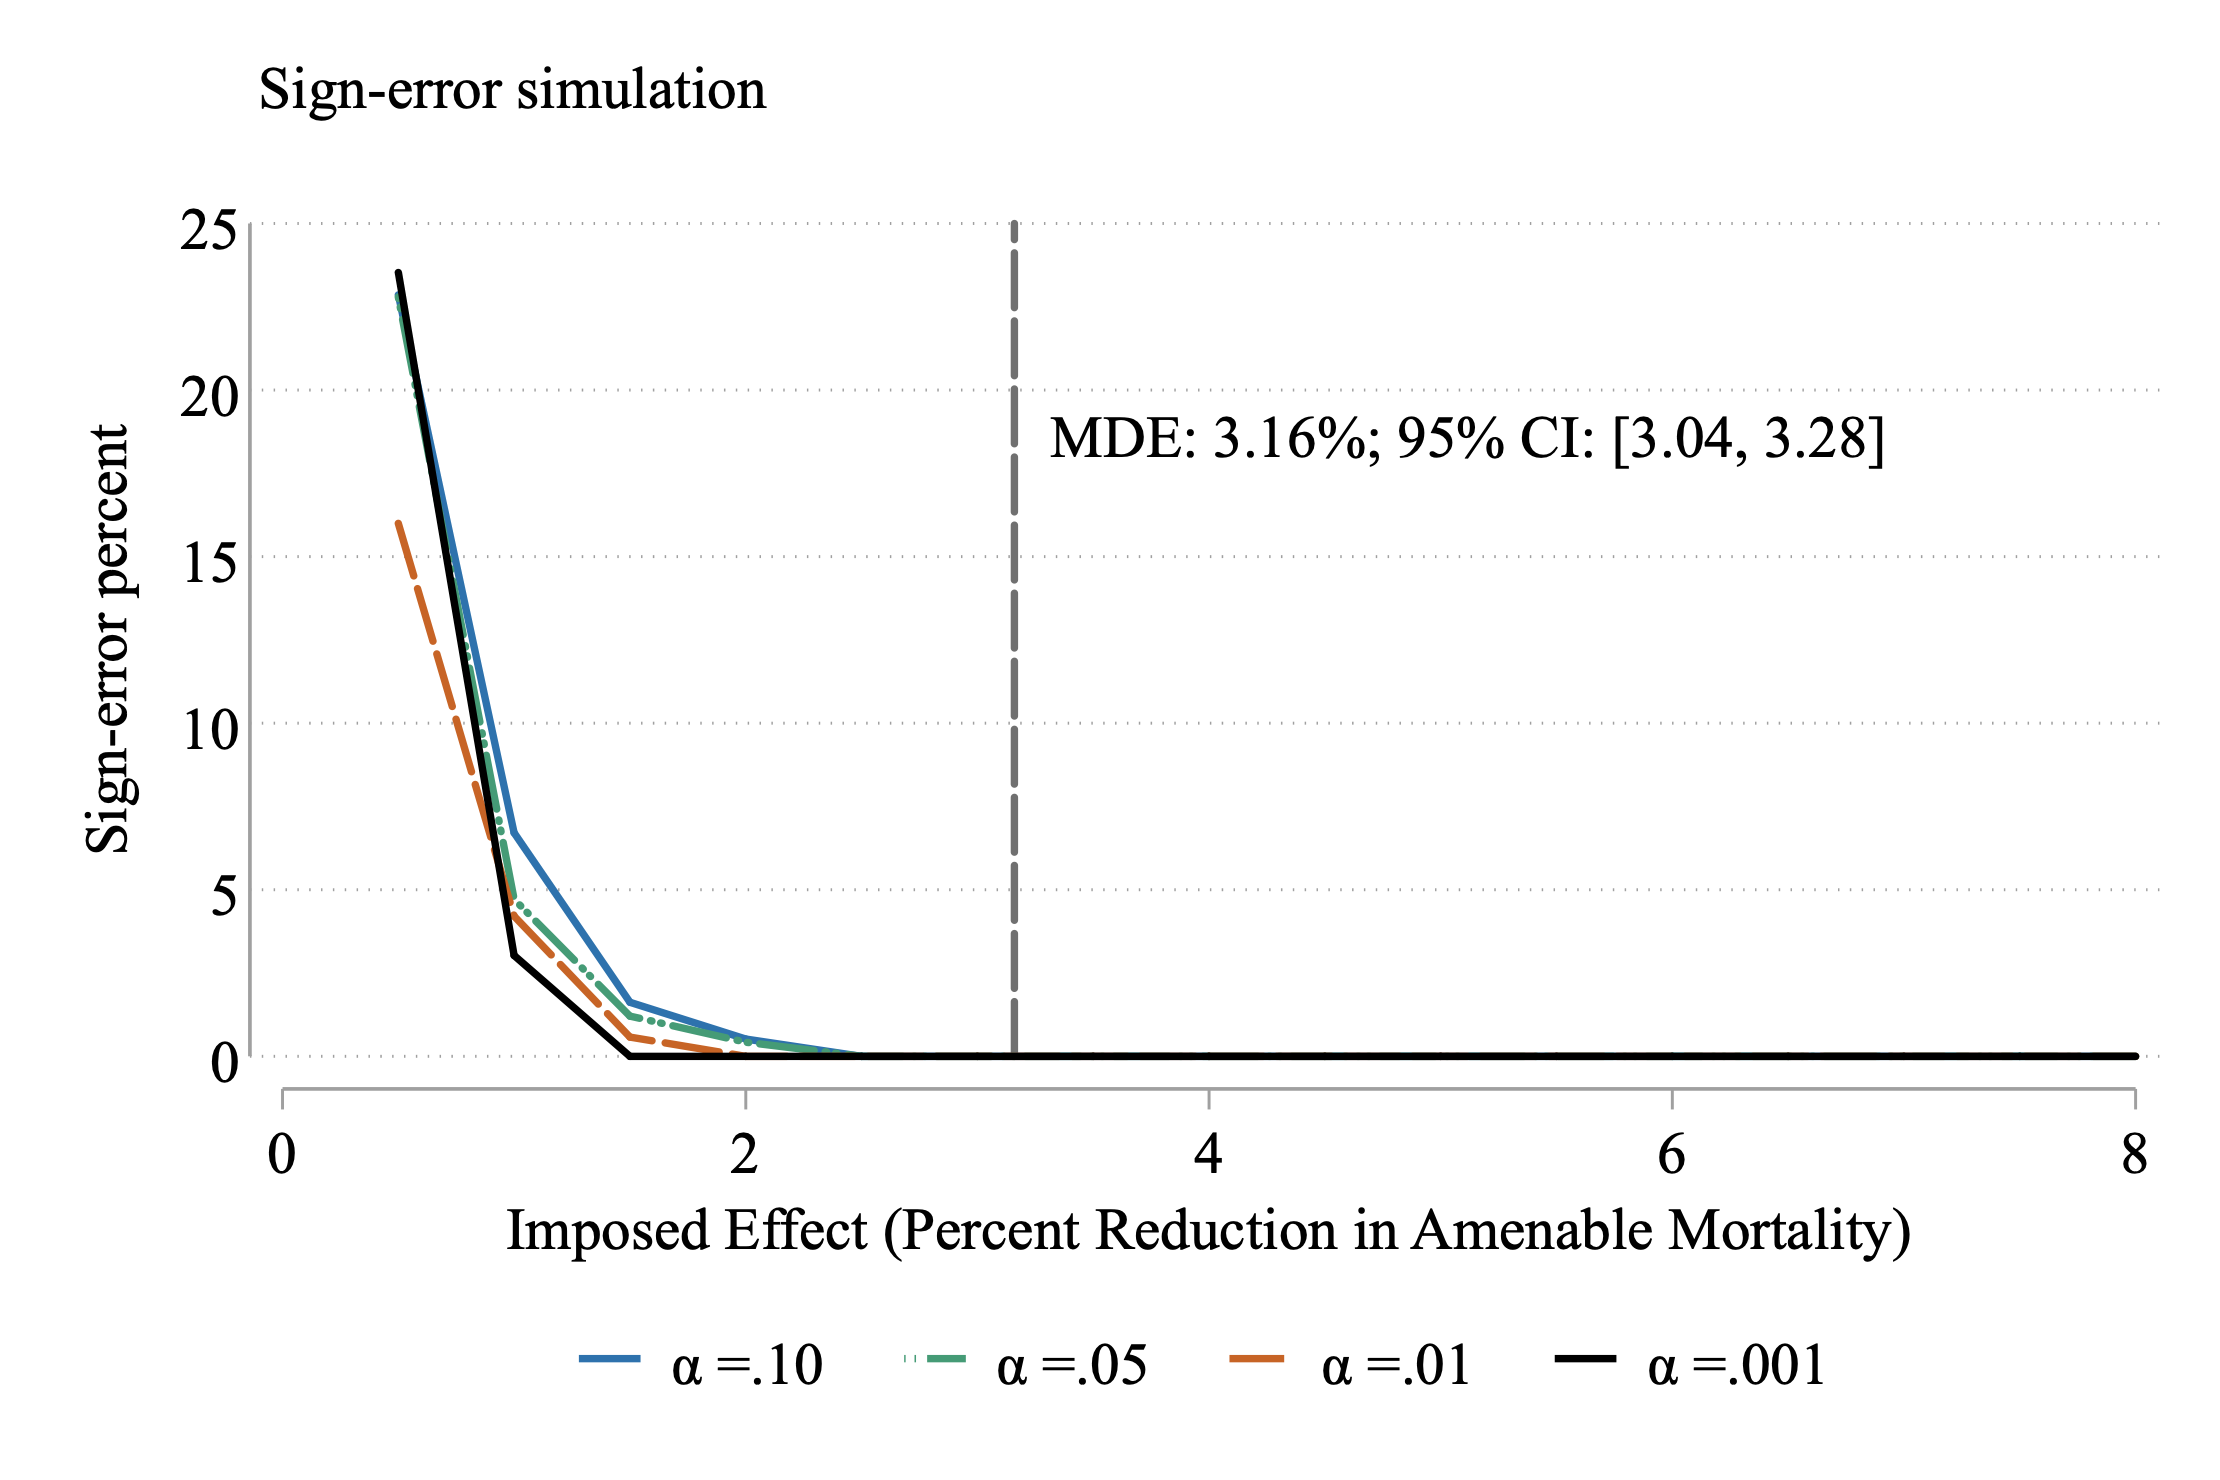 Sign-error simulation
25
20
15
10
5
0
Sign-error percent
MDE: 3.16%; 95% CI: [3.04, 3.28]
0 2 4 6 8
Imposed Effect (Percent Reduction in Amenable Mortality)
α =.10 α =.05 α =.01 α =.001